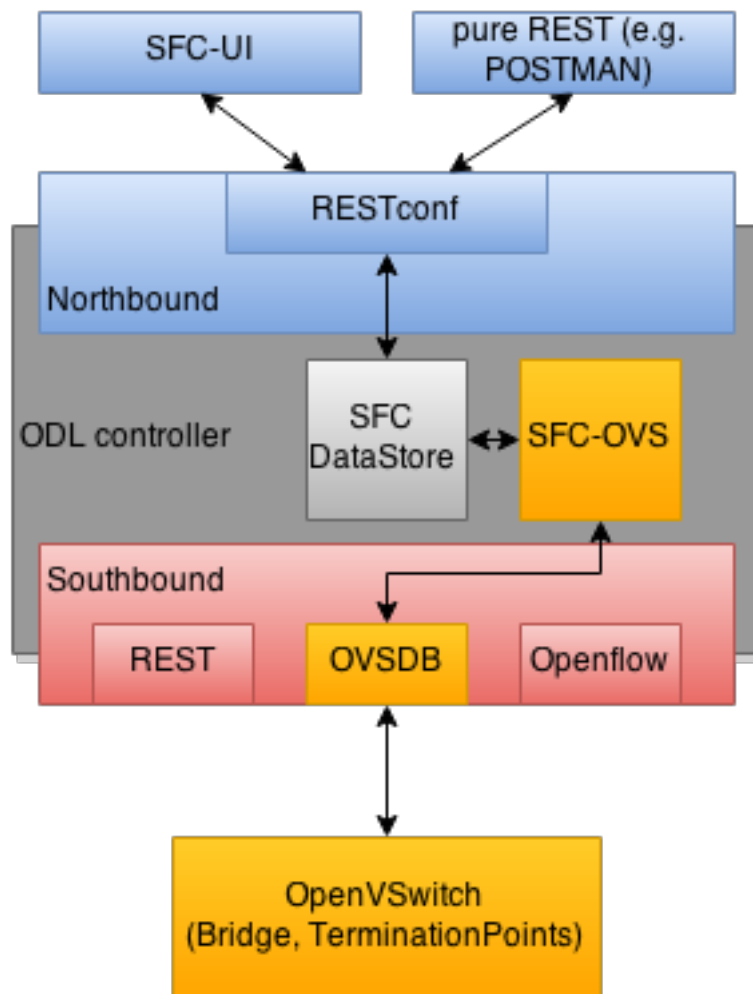 SFC-UI
pure REST (e.g.
POSTMAN)
RESTconf
Northbound
ODL controller
SFC
DataStore
SFC-OVS
Southbound
REST
OVSDB
Openflow
OpenVSwitch
(Bridge, TerminationPoints)